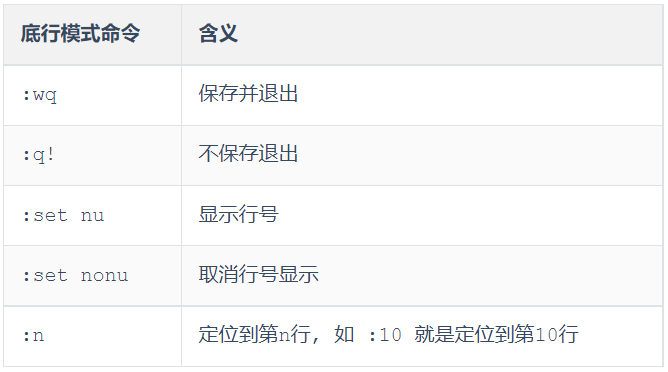 底行模式命令 含义
:wq 保存并退出
:q! 不保存退出
:set nu 显示行号
:set nonu 取消行号显示
:n 定位到第n行, 如 :10 就是定位到第10行